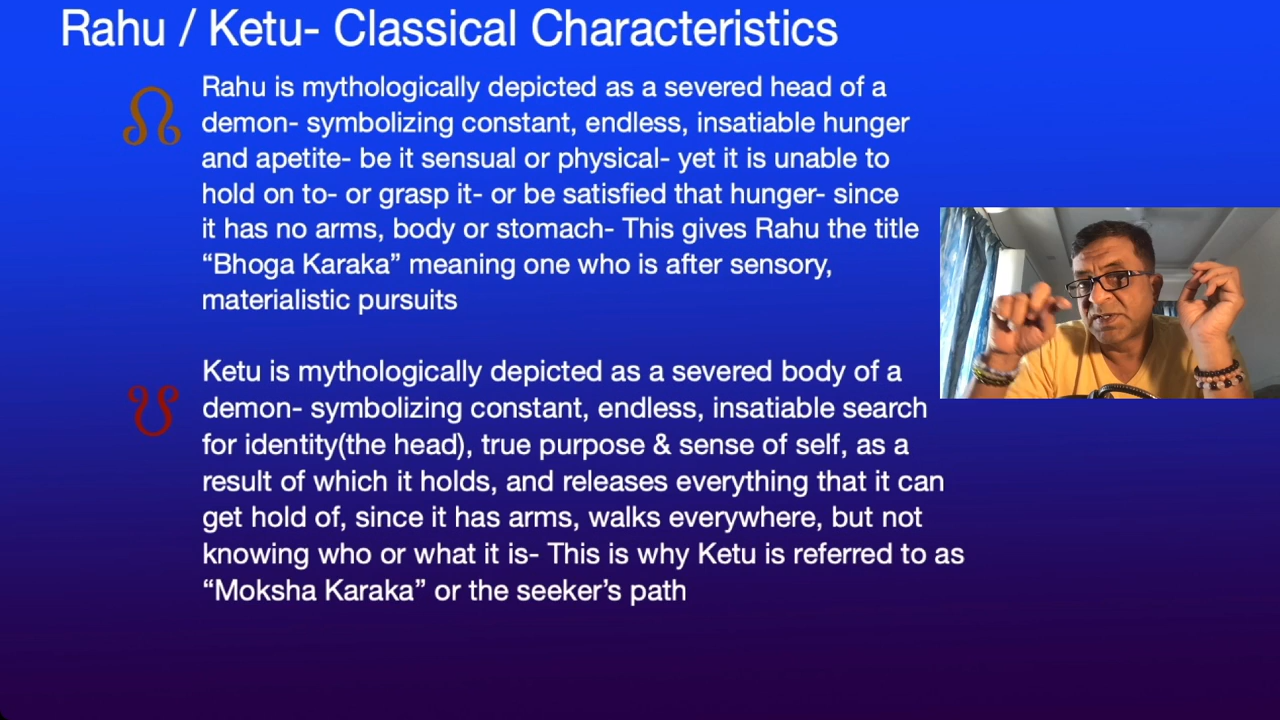 Rahu / Ketu- Classical Characteristics
Rahu is mythologically depicted as a severed head of a
demon- symbolizing constant, endless, insatiable hunger
and apetite- be it sensual or physical- yet it is unable to
hold on to- or grasp it- or be satisfied that hunger- since
it has no arms, body or stomach- This gives Rahu the title
“Bhoga Karaka” meaning one who is after sensory,
materialistic pursuits
Ketu is mythologically depicted as a severed body of a
demon- symbolizing constant, endless, insatiable search
for identity(the head), true purpose & sense of self, as a
result of which it holds, and releases everything that it can
get hold of, since it has arms, walks everywhere, but not
knowing who or what it is- This is why Ketu is referred to as
“Moksha Karaka” or the seeker’s path